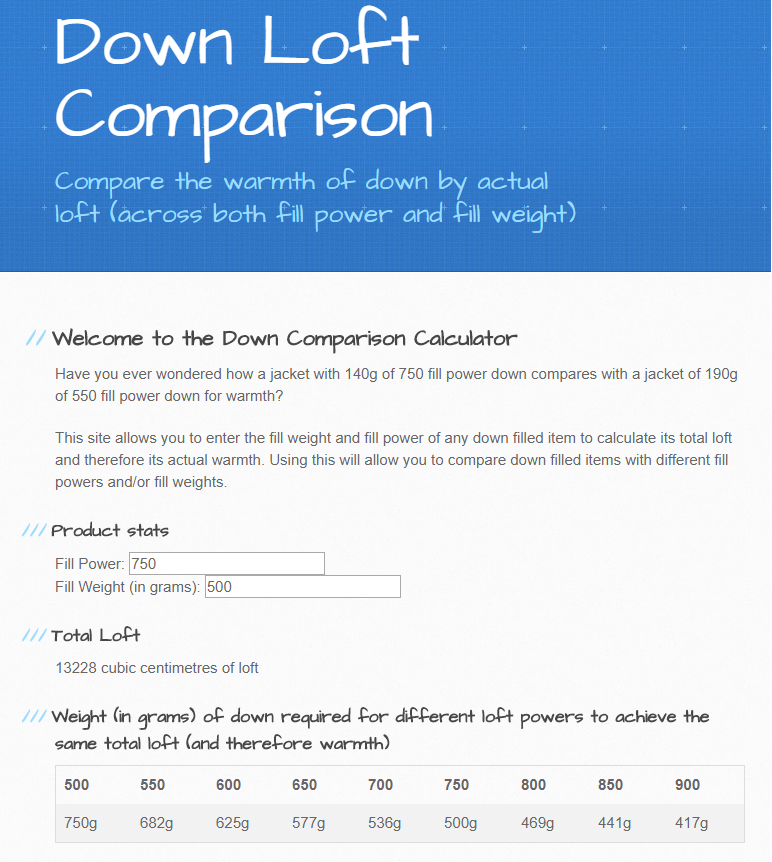 Down Loft
Comparison
Compare the warmth of down by actual
loft (across both fill power and fill weight)
// Welcome to the Down Comparison Calculator
Have you ever wondered how a jacket with 140g of 750 fill power down compares with a jacket of 190g
of 550 fill power down for warmth?
This site allows you to enter the fill weight and fill power of any down filled item to calculate its total loft
and therefore its actual warmth. Using this will allow you to compare down filled items with different fill
powers and/or fill weights.
/// Product stats
Fill Power: 750
Fill Weight (in grams): 500
/// Total Loft
13228 cubic centimetres of loft
/// Weight (in grams) of down required for different loft powers to achieve the
same total loft (and therefore warmth)
500 550 600 650 700 750 800 850 900
750g 682g 625g 577g 536g 500g 469g 441g 417g